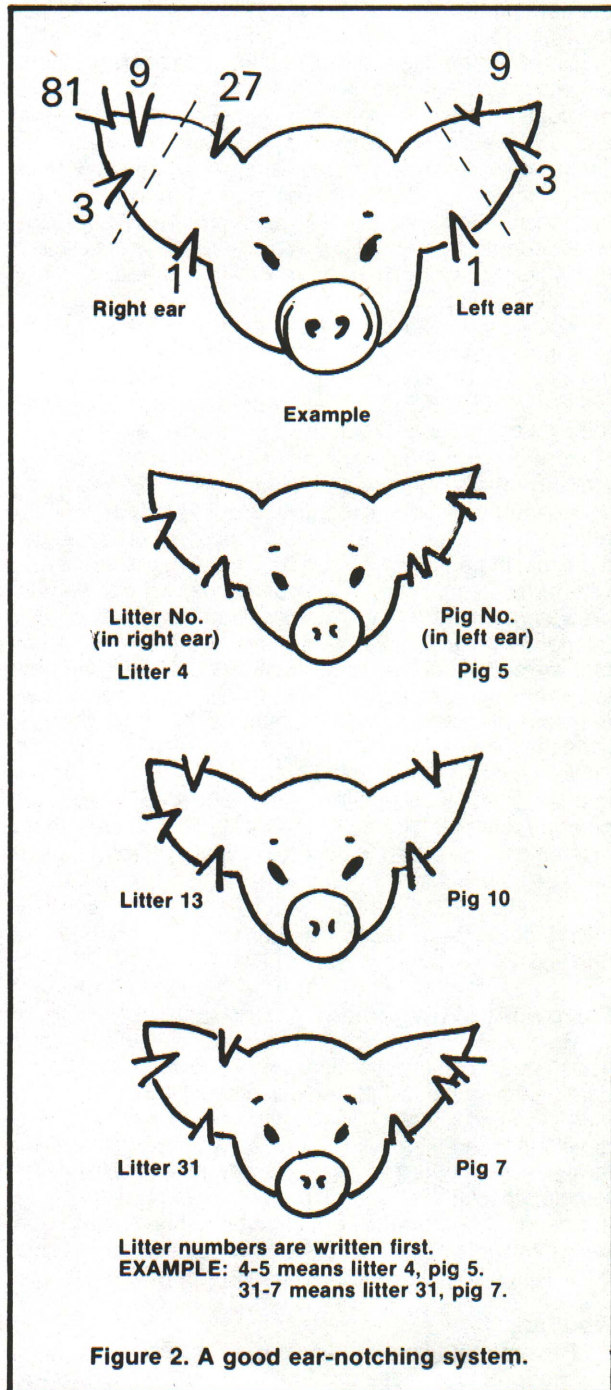 81 9 27 9
3 3
1 1
Right ear Left ear
Example
Litter No. Pig No.
(in right ear) (in left ear)
Litter 4 Pig 5
Litter 13 Pig 10
Litter 31 Pig 7
Litter numbers are written first.
EXAMPLE: 4-5 means litter 4, pig 5.
31-7 means litter 31, pig 7.
Figure 2. A good ear-notching system.